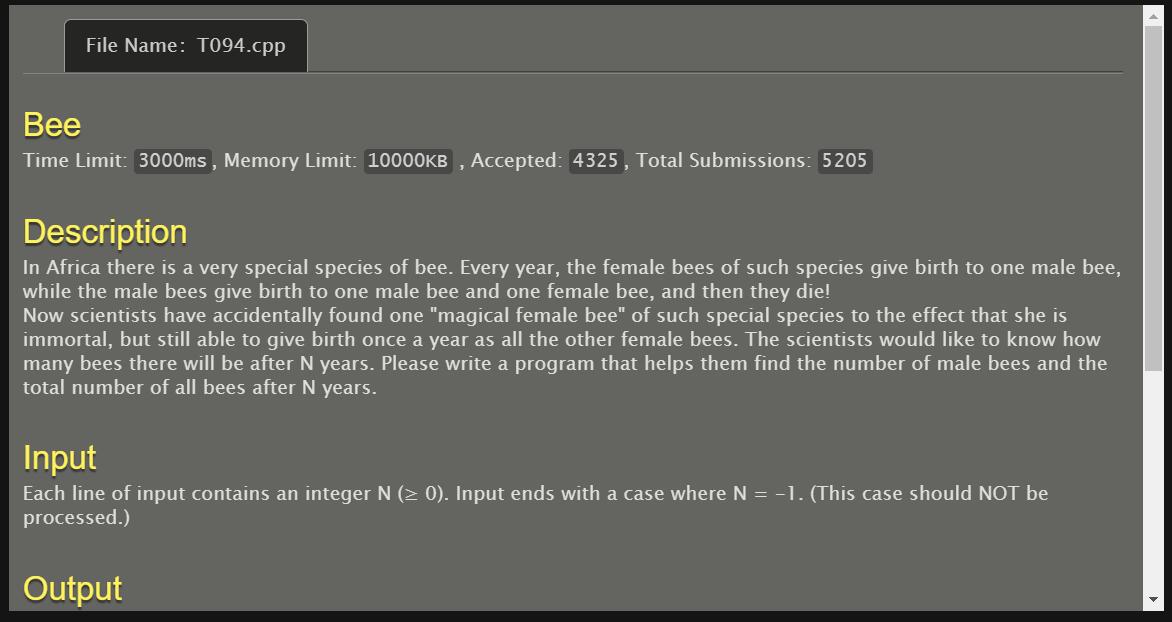 File Name: T094.cpp
Bee
Time Limit: 3000ms, Memory Limit: 10000KB , Accepted: 4325, Total Submissions: 5205
Description
In Africa there is a very special species of bee. Every year, the female bees of such species give birth to one male bee,
while the male bees give birth to one male bee and one female bee, and then they die!
Now scientists have accidentally found one "magical female bee" of such special species to the effect that she is
immortal, but still able to give birth once a year as all the other female bees. The scientists would like to know how
many bees there will be after N years. Please write a program that helps them find the number of male bees and the
total number of all bees after N years.
Input
Each line of input contains an integer N (≥ 0). Input ends with a case where N = -1. (This case should NOT be
processed.)
Output